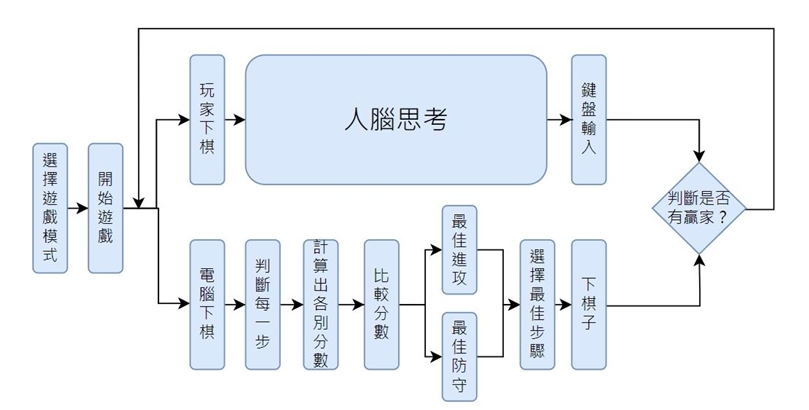 選擇遊戲模式
開始遊戲
玩家下棋
人腦思考
鍵盤輸入
判斷是否
有贏家？
電腦下棋
判斷每一步
計算出各別分數
比較分數
最佳進攻
最佳防守
選擇最佳步驟
下棋子